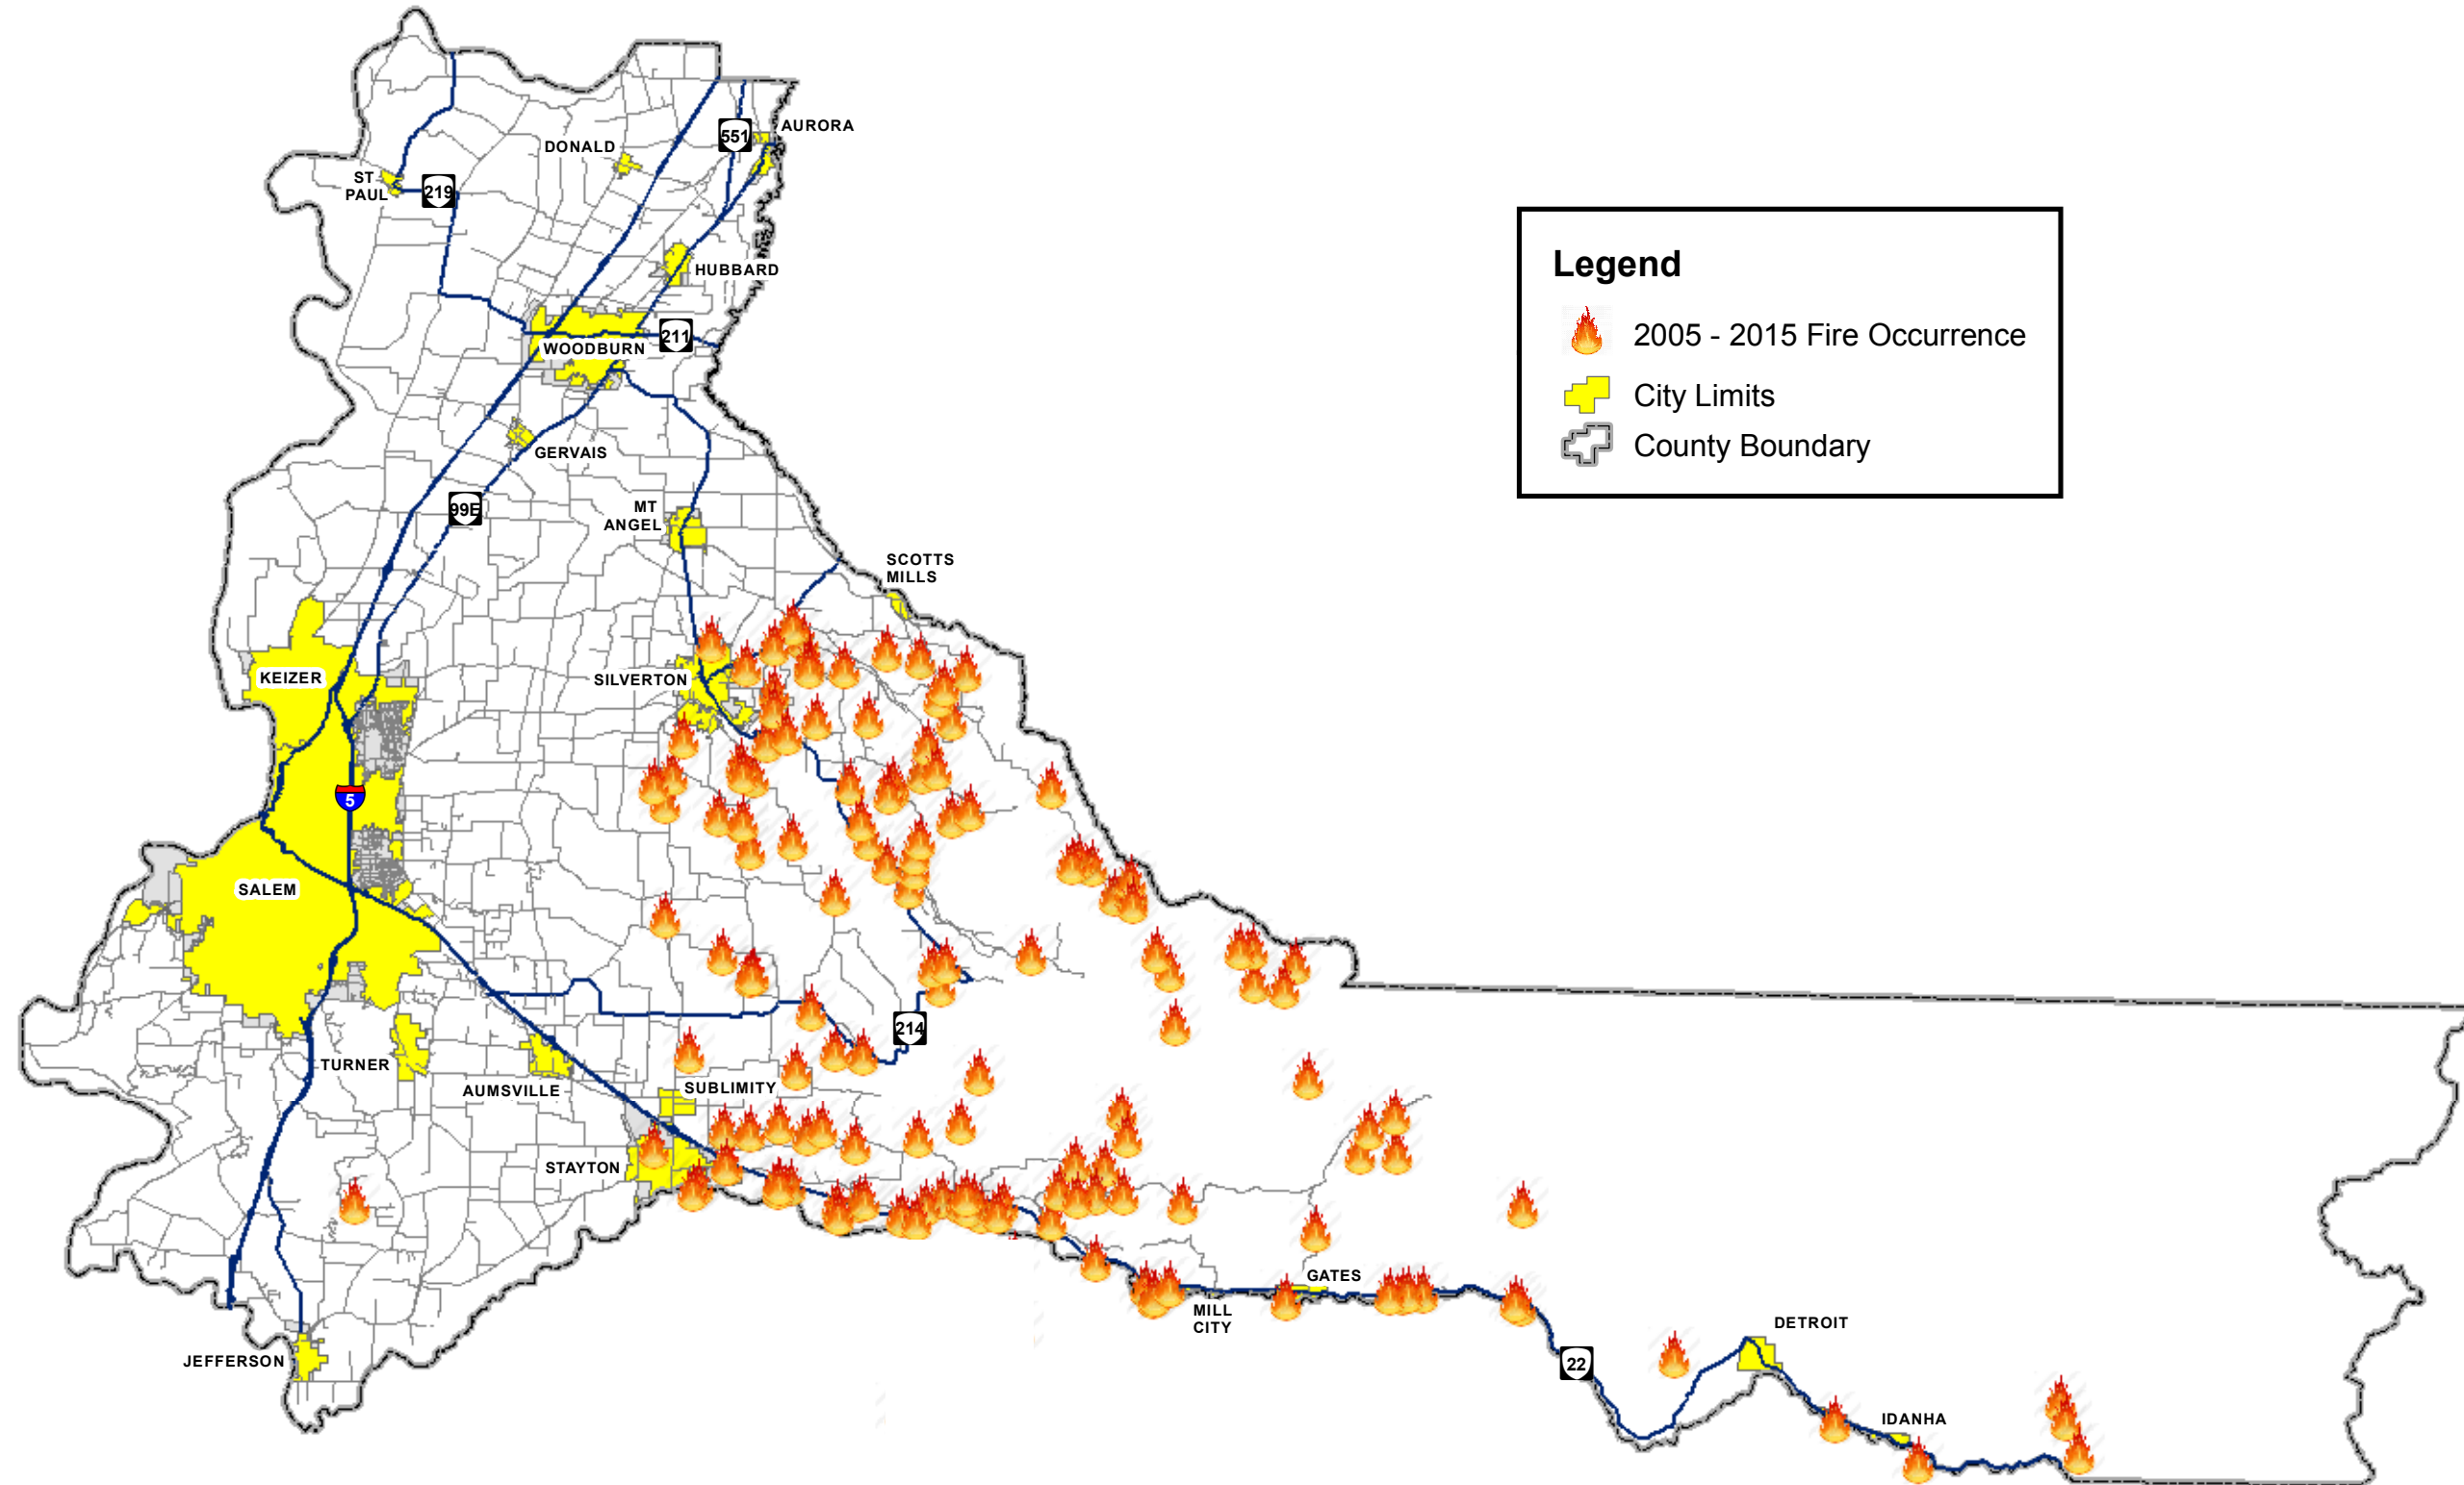 551
AURORA
DONALD
ST
PAUL
219
HUBBARD
211
WOODBURN
GERVAIS
99E
MT
ANGEL
SCOTTS
MILLS
KEIZER
SILVERTON
5
SALEM
214
TURNER
AUMSVILLE
SUBLIMITY
STAYTON
GATES
MILL
CITY
DETROIT
22
JEFFERSON
IDANHA
Legend
2005 - 2015 Fire Occurrence
City Limits
County Boundary